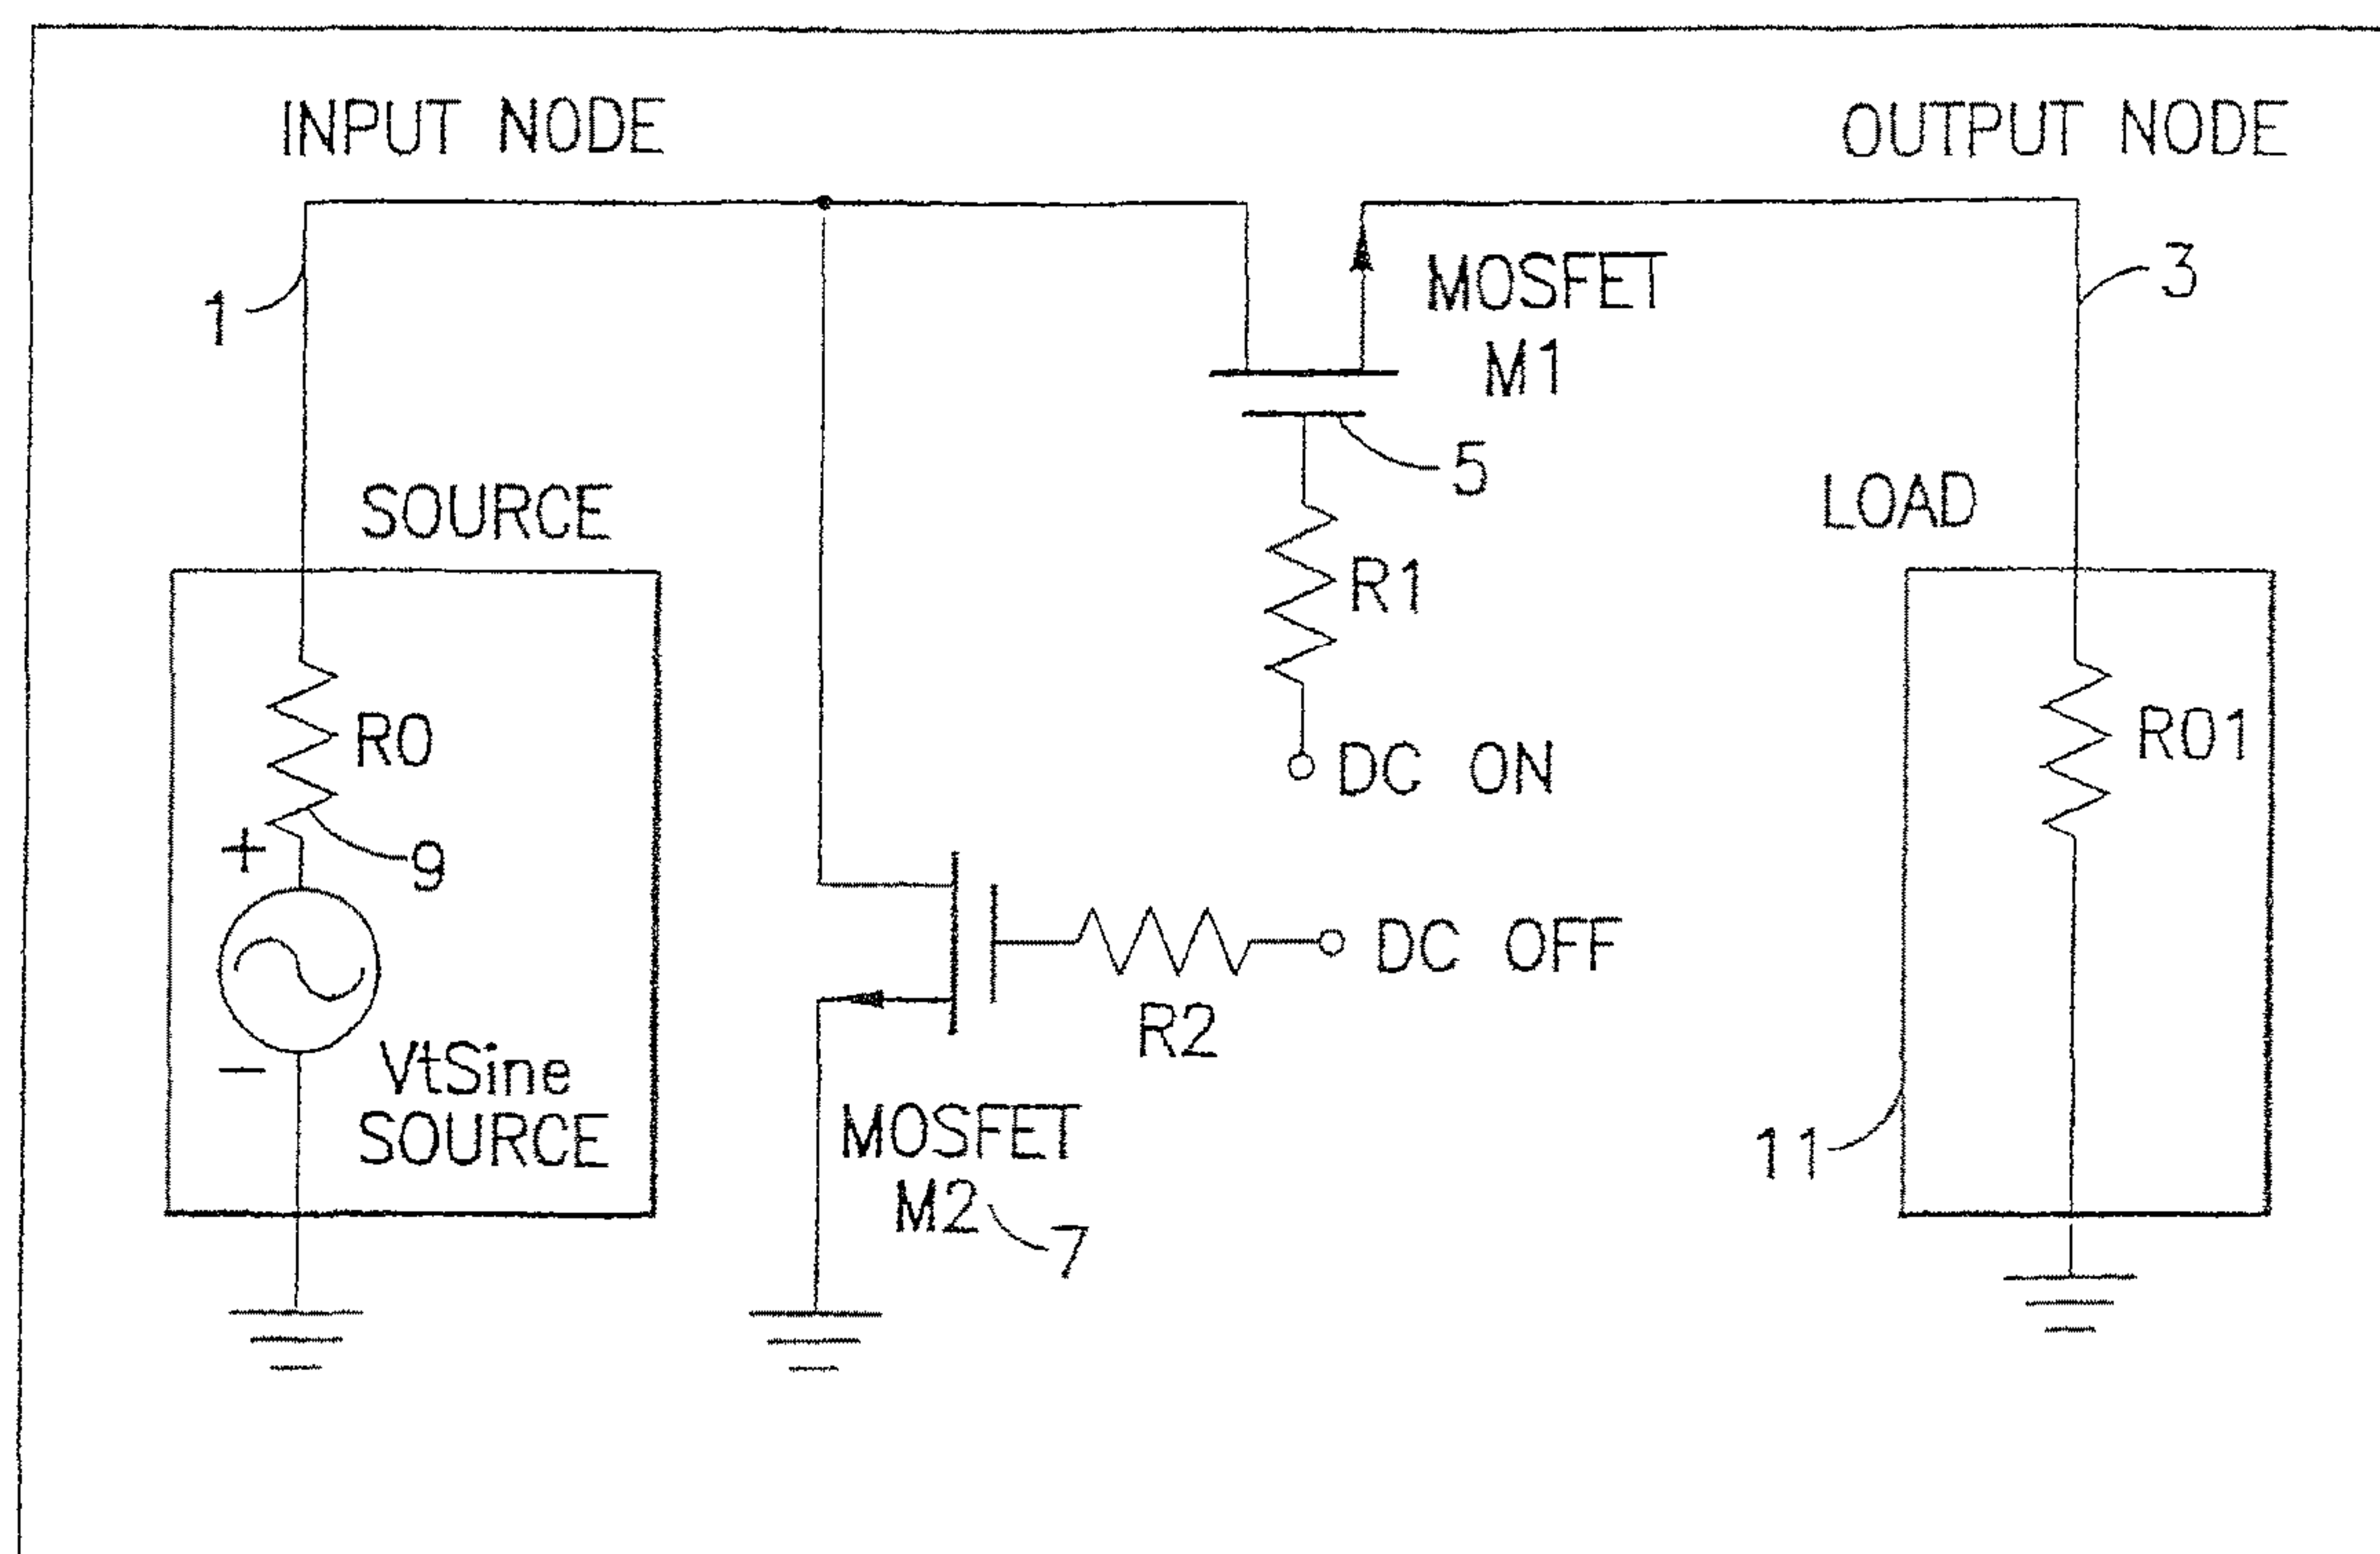 INPUT NODE
OUTPUT NODE
1
3
MOSFET
M1
5
SOURCE
LOAD
R1
R0
R01
DC ON
+
9
DC OFF
R2
−
VtSine
SOURCE
MOSFET
M2
7
11